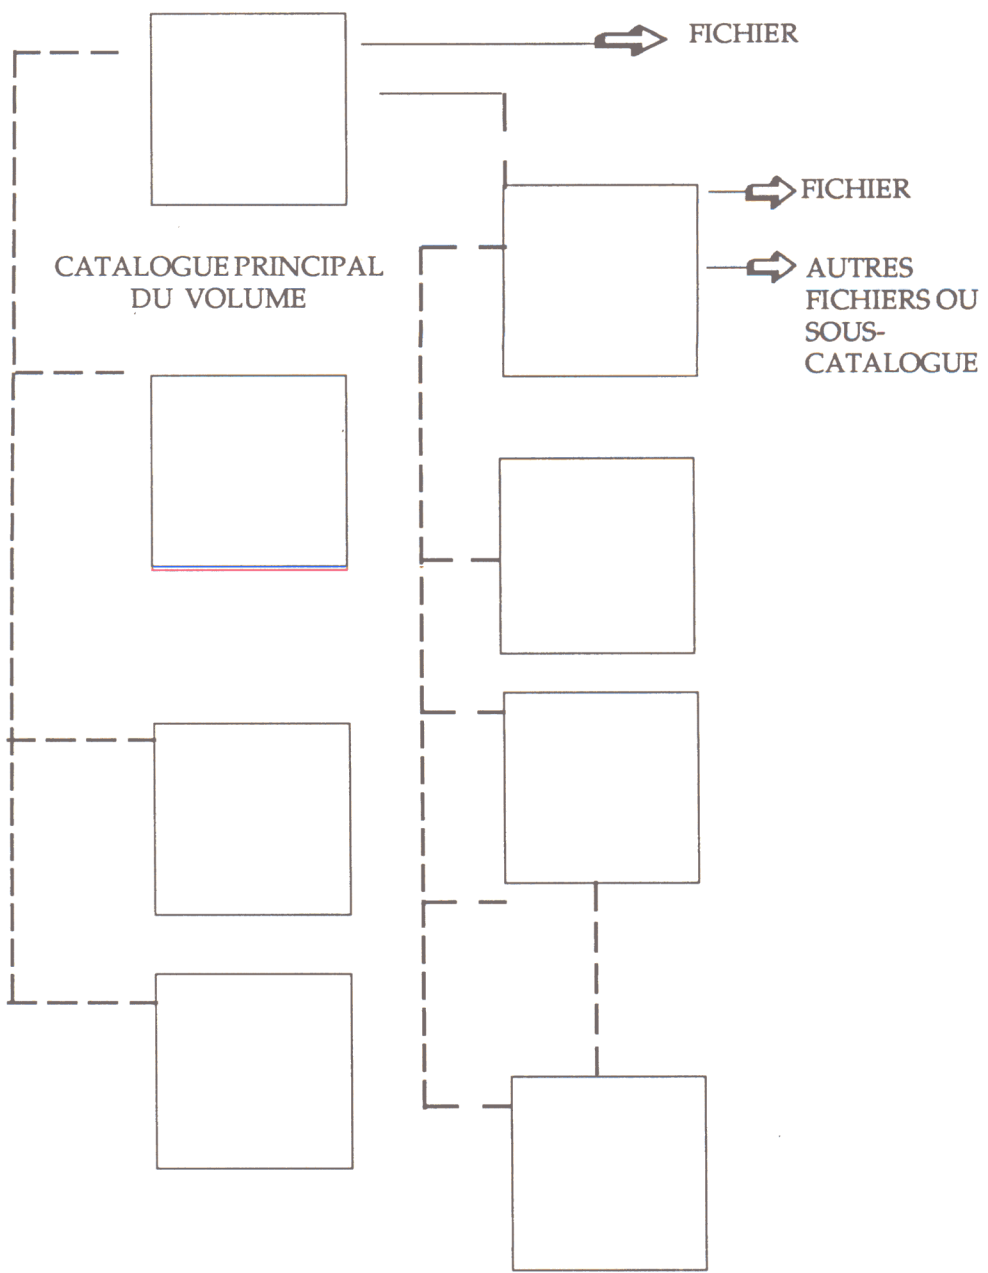 FICHIER
FICHIER
CATALOGUE PRINCIPAL
DU VOLUME
AUTRES
FICHIERS OU
SOUS-
CATALOGUE